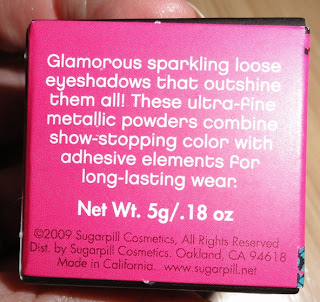 Glamorous sparkling loose
eyeshadows that outshine
them all! These ultra-fine
metallic powders combine
show-stopping color with
adhesive elements for
long-lasting wear.
Net Wt. 5g/.18 oz
©2009 Sugarpill Cosmetics, All Rights Reserved
Dist. by Sugarpill Cosmetics. Oakland, CA 94618
Made in California. www.sugarpill.net